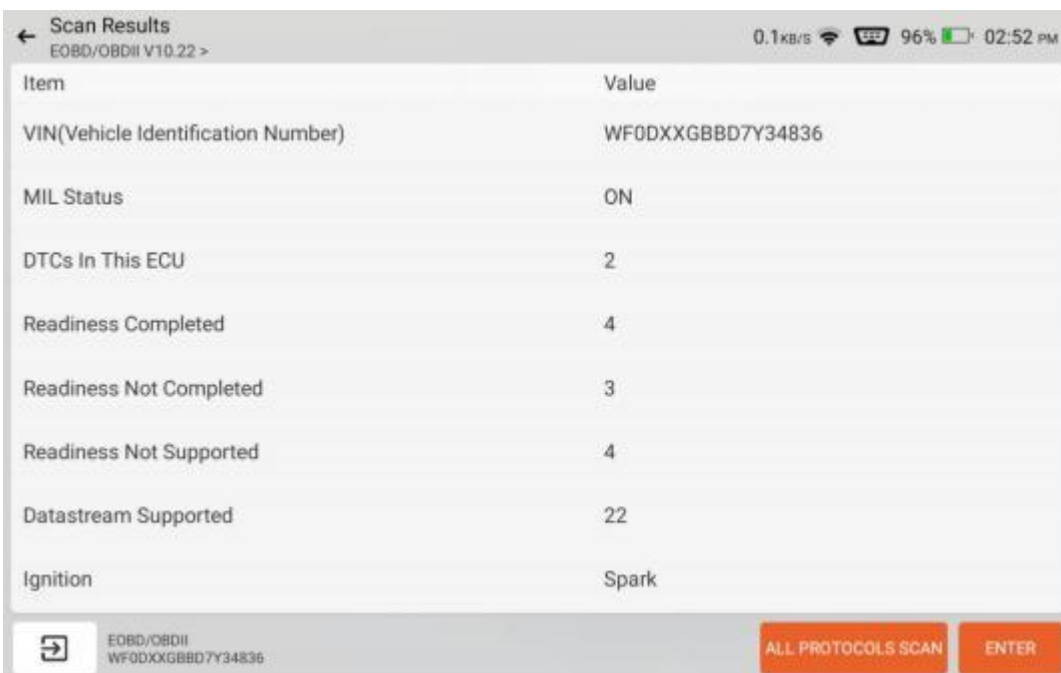 Scan Results
EOBD/OBDII V10.22 >
0.1KB/S 96% 02:52 PM
Item Value
VIN(Vehicle Identification Number) WF0DXXGBBD7Y34836
MIL Status ON
DTCs In This ECU 2
Readiness Completed 4
Readiness Not Completed 3
Readiness Not Supported 4
Datastream Supported 22
Ignition Spark
EOBD/OBDII
WF0DXXGBBD7Y34836
ALL PROTOCOLS SCAN ENTER